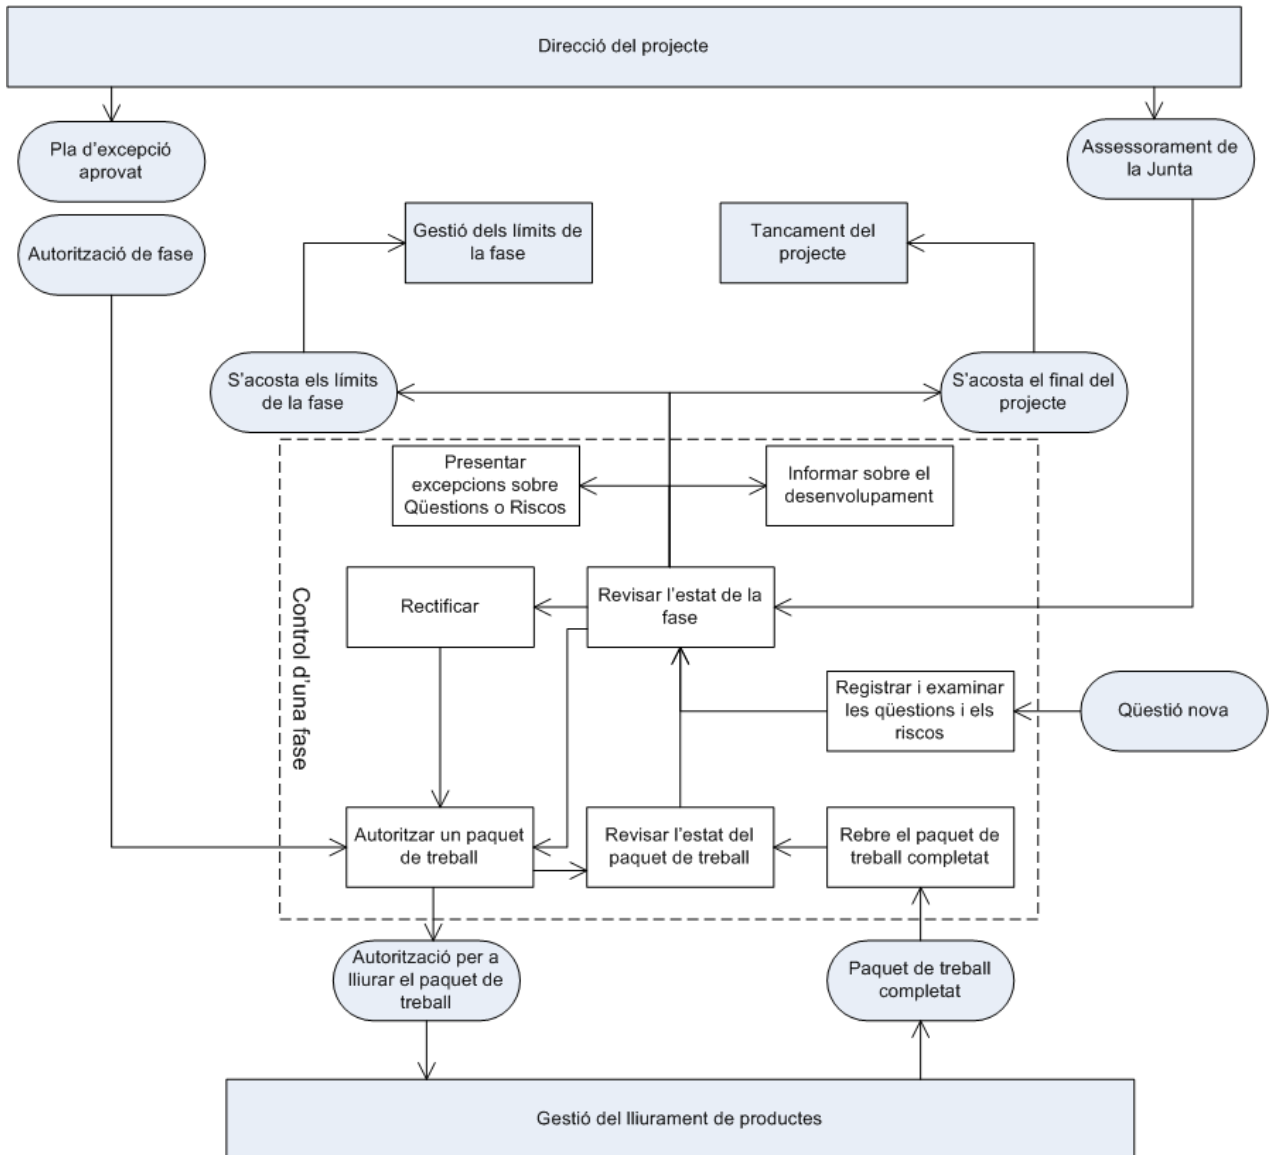 Direcció del projecte
Pla d'excepció
aprovat
Assessorament de
la Junta
Autorització de fase
Gestió dels límits de
la fase
Tancament del
projecte
S'acosta els límits
de la fase
S'acosta el final del
projecte
Presentar
excepcions sobre
Qüestions o Riscos
Informar sobre el
desenvolupament
Control d'una fase
Rectificar
Revisar l'estat de la
fase
Registrar i examinar
les qüestions i els
riscos
Qüestió nova
Autoritzar un paquet
de treball
Revisar l'estat del
paquet de treball
Rebre el paquet de
treball completat
Autorització per a
lliurar el paquet de
treball
Paquet de treball
completat
Gestió del lliurament de productes